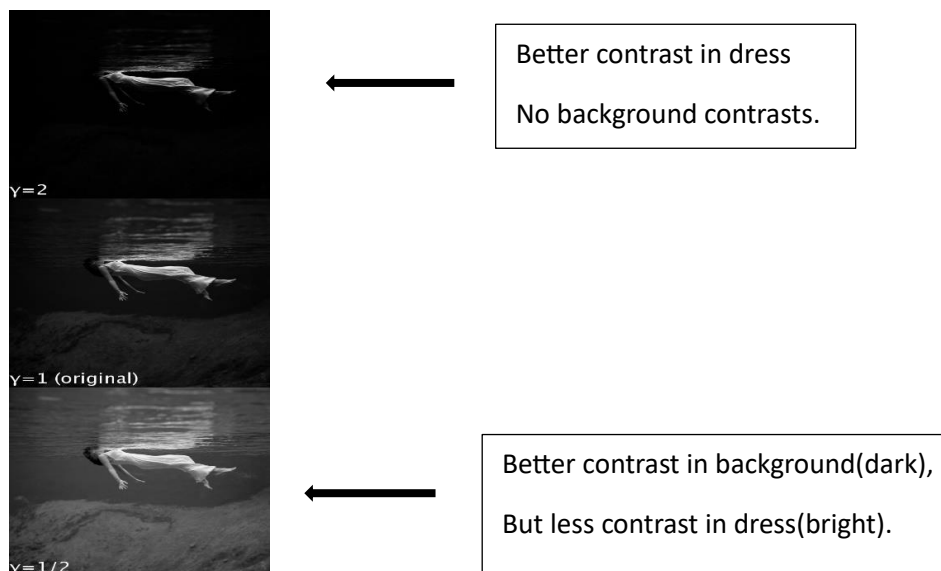 Better contrast in dress
No background contrasts.
γ=2
γ=1 (original)
Better contrast in background(dark),
But less contrast in dress(bright).
γ=1/2